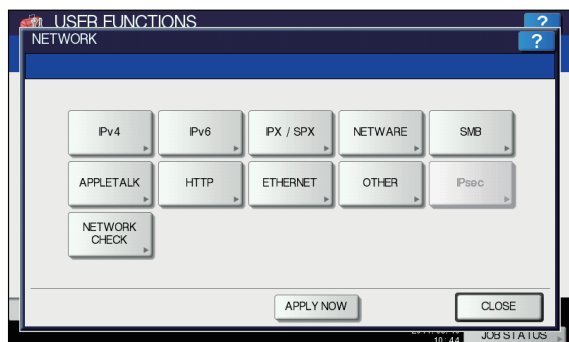 USER FUNCTIONS
?
NETWORK
?
IPv4
IPv6
IPX / SPX
NETWARE
SMB
APPLETALK
HTTP
ETHERNET
OTHER
IPsec
NETWORK
CHECK
APPLY NOW
CLOSE
10:44
JOB STATUS